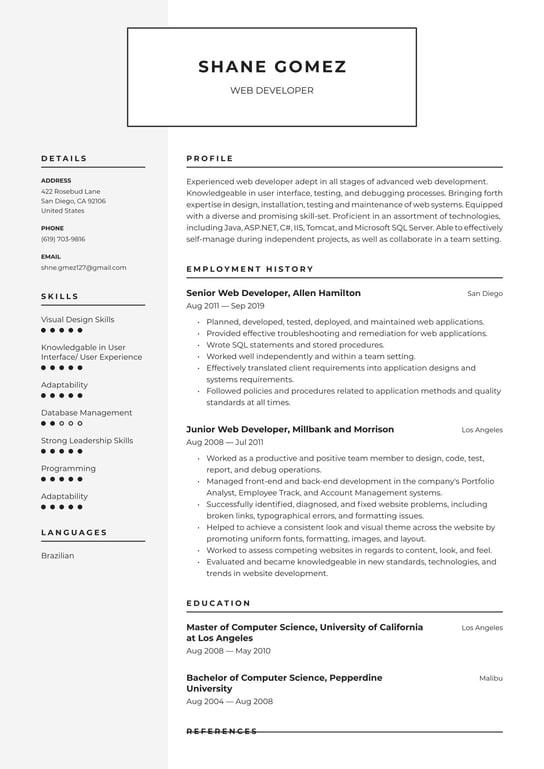 SHANE GOMEZ
WEB DEVELOPER
DETAILS
ADDRESS
422 Rosebud Lane
San Diego, CA 92106
United States
PHONE
(619) 703-9816
EMAIL
shne.gmez127@gmail.com
SKILLS
Visual Design Skills
Knowledgable in User
Interface/ User Experience
Adaptability
Database Management
Strong Leadership Skills
Programming
Adaptability
LANGUAGES
Brazilian
PROFILE
Experienced web developer adept in all stages of advanced web development.
Knowledgeable in user interface, testing, and debugging processes. Bringing forth
expertise in design, installation, testing and maintenance of web systems. Equipped
with a diverse and promising skill-set. Proficient in an assortment of technologies,
including Java, ASP.NET, C#, IIS, Tomcat, and Microsoft SQL Server. Able to effectively
self-manage during independent projects, as well as collaborate in a team setting.
EMPLOYMENT HISTORY
Senior Web Developer, Allen Hamilton San Diego
Aug 2011 — Sep 2019
• Planned, developed, tested, deployed, and maintained web applications.
• Provided effective troubleshooting and remediation for web applications.
• Wrote SQL statements and stored procedures.
• Worked well independently and within a team setting.
• Effectively translated client requirements into application designs and
systems requirements.
• Followed policies and procedures related to application methods and quality
standards at all times.
Junior Web Developer, Millbank and Morrison Los Angeles
Aug 2008 — Jul 2011
• Worked as a productive and positive team member to design, code, test,
report, and debug operations.
• Managed front-end and back-end development in the company's Portfolio
Analyst, Employee Track, and Account Management systems.
• Successfully identified, diagnosed, and fixed website problems, including
broken links, typographical errors, and formatting issues.
• Helped to achieve a consistent look and visual theme across the website by
promoting uniform fonts, formatting, images, and layout.
• Worked to assess competing websites in regards to content, look, and feel.
• Evaluated and became knowledgeable in new standards, technologies, and
trends in website development.
EDUCATION
Master of Computer Science, University of California Los Angeles
at Los Angeles
Aug 2008 — May 2010
Bachelor of Computer Science, Pepperdine Malibu
University
Aug 2004 — Aug 2008
REFERENCES